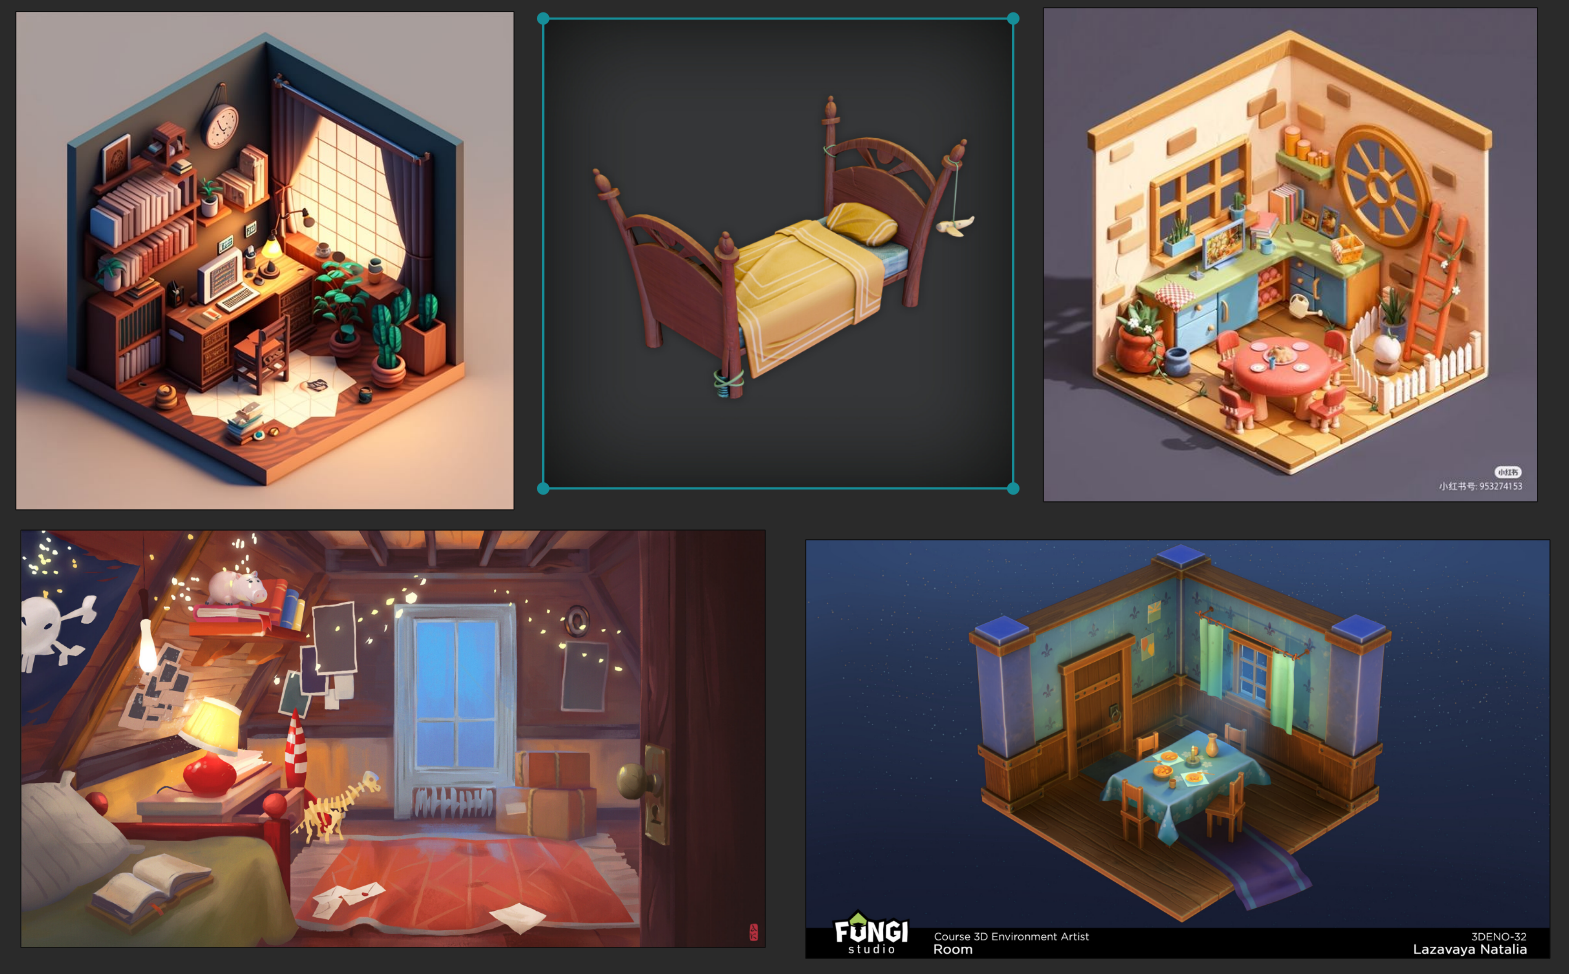 小红书
小红书号: 953274153
FUNGI
studio
Course 3D Environment Artist
Room
3DENO-32
Lazavaya Natalia